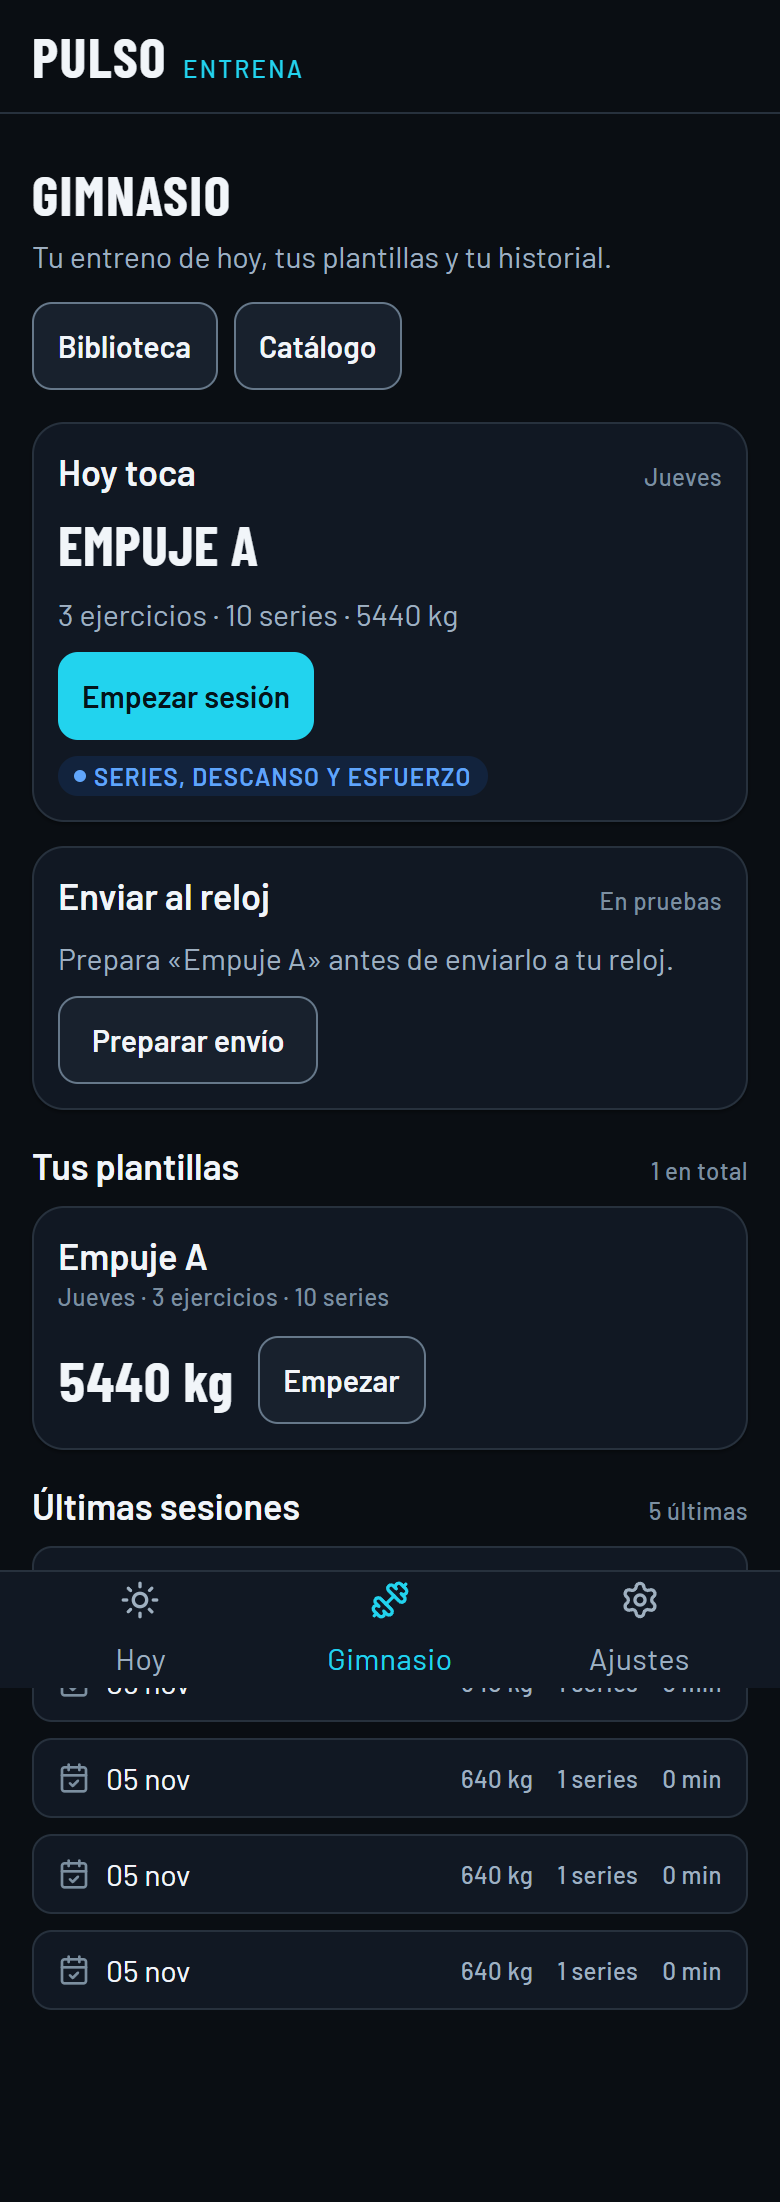 PULSO ENTRENA
GIMNASIO
Tu entreno de hoy, tus plantillas y tu historial.
Biblioteca Catálogo
Hoy toca Jueves
EMPUJE A
3 ejercicios · 10 series · 5440 kg
Empezar sesión
SERIES, DESCANSO Y ESFUERZO
Enviar al reloj En pruebas
Prepara «Empuje A» antes de enviarlo a tu reloj.
Preparar envío
Tus plantillas 1 en total
Empuje A
Jueves · 3 ejercicios · 10 series
5440 kg Empezar
Últimas sesiones 5 últimas
Hoy Gimnasio Ajustes
05 nov 640 kg 1 series 0 min
05 nov 640 kg 1 series 0 min
05 nov 640 kg 1 series 0 min